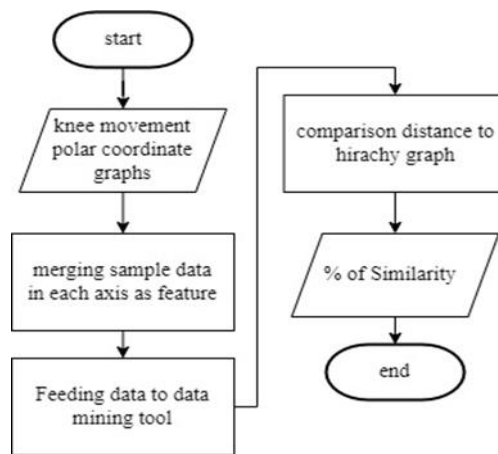 start
knee movement
polar coordinate
graphs
merging sample data
in each axis as feature
Feeding data to data
mining tool
comparison distance to
hirachy graph
% of Similarity
end